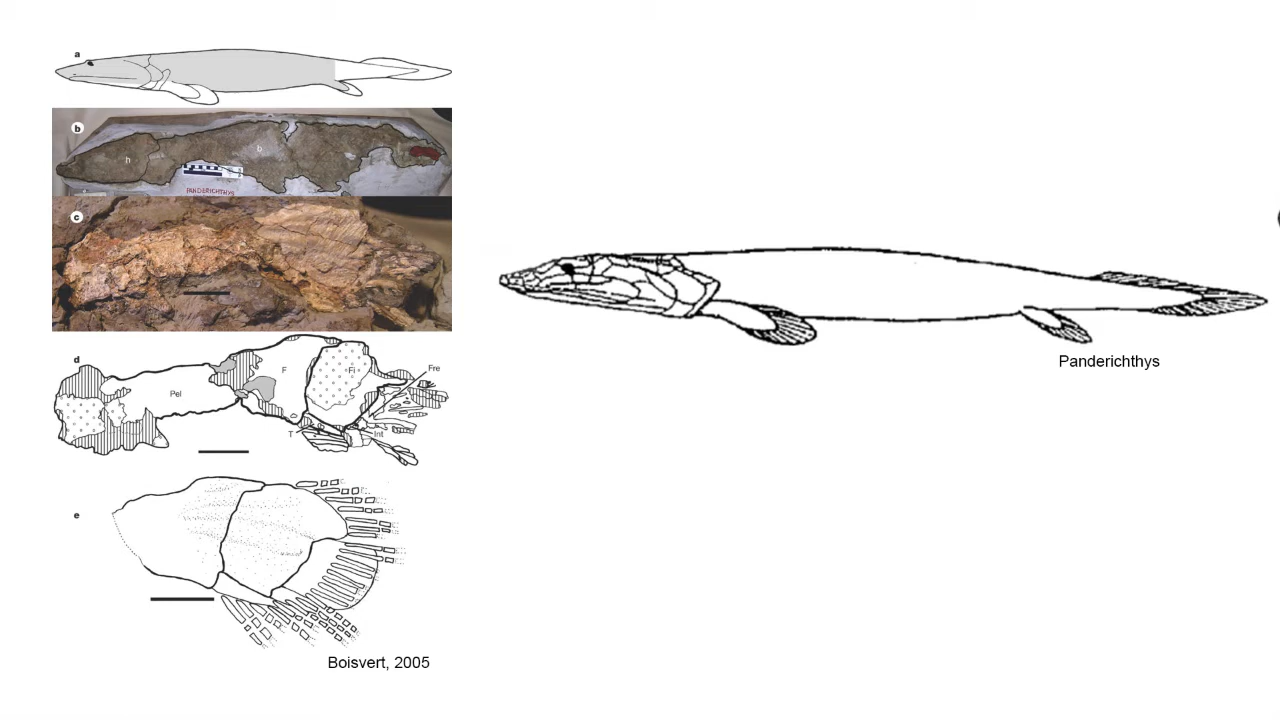 a
b
h
b
PANDERICHTHYS
c
d
Pel
F
Fi
Fre
T
Int
e
Boisvert, 2005
Panderichthys